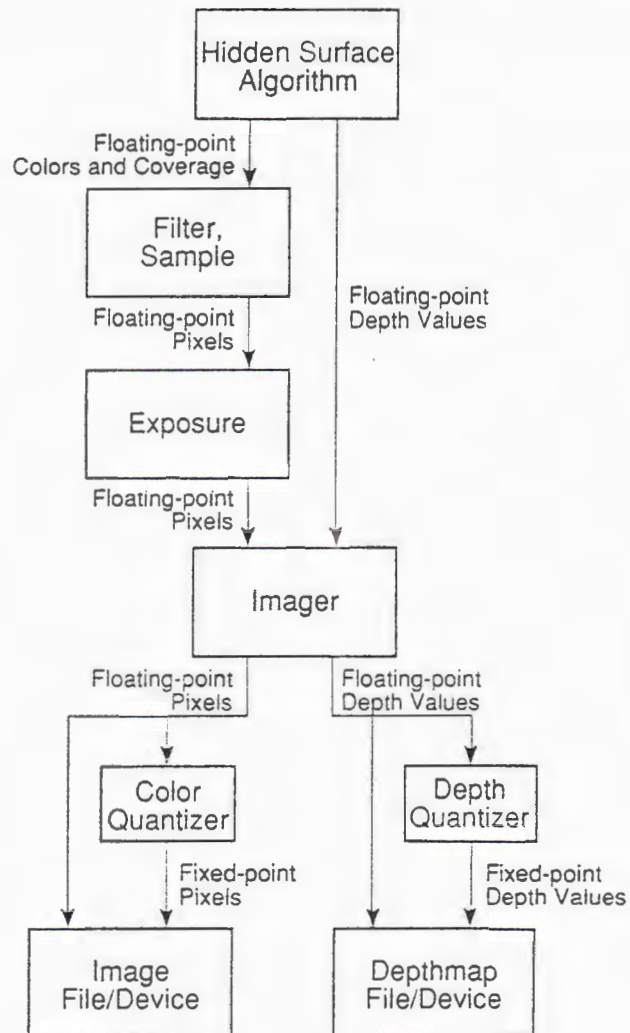 Hidden Surface
Algorithm
Floating-point
Colors and Coverage
Filter,
Sample
Floating-point
Depth Values
Floating-point
Pixels
Exposure
Floating-point
Pixels
Imager
Floating-point
Pixels
Floating-point
Depth Values
Color
Quantizer
Depth
Quantizer
Fixed-point
Pixels
Fixed-point
Depth Values
Image
File/Device
Depthmap
File/Device